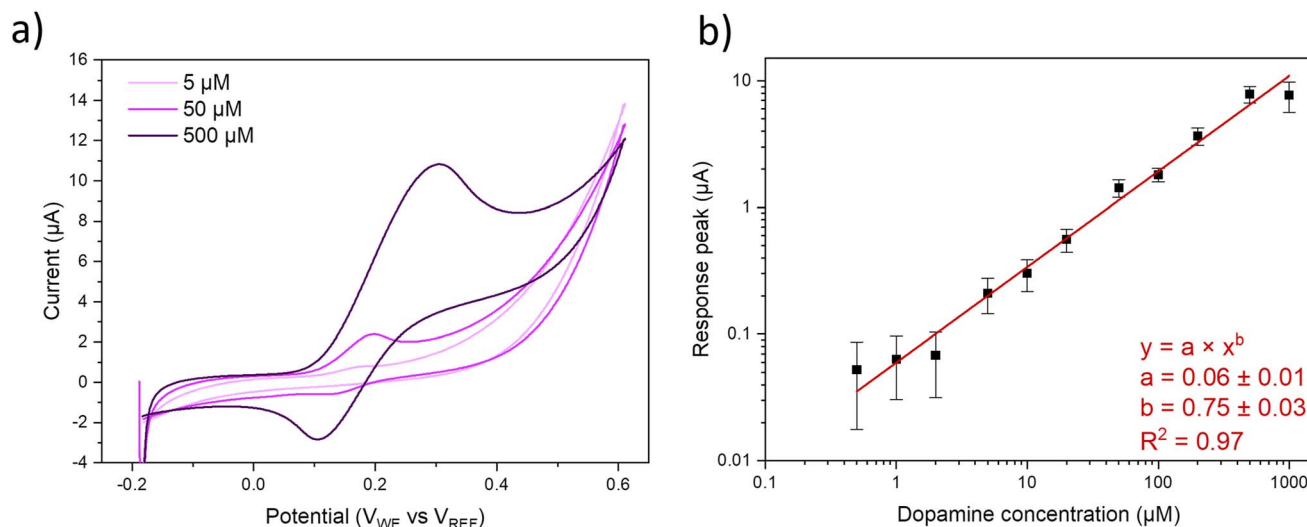 a)
16
14
12
10
8
6
4
2
0
-2
-4
Current (µA)
5 µM
50 µM
500 µM
-0.2 0.0 0.2 0.4 0.6
Potential (V_WE vs V_REF)
b)
10
1
0.1
0.01
Response peak (µA)
y = a × x^b
a = 0.06 ± 0.01
b = 0.75 ± 0.03
R² = 0.97
0.1 1 10 100 1000
Dopamine concentration (µM)